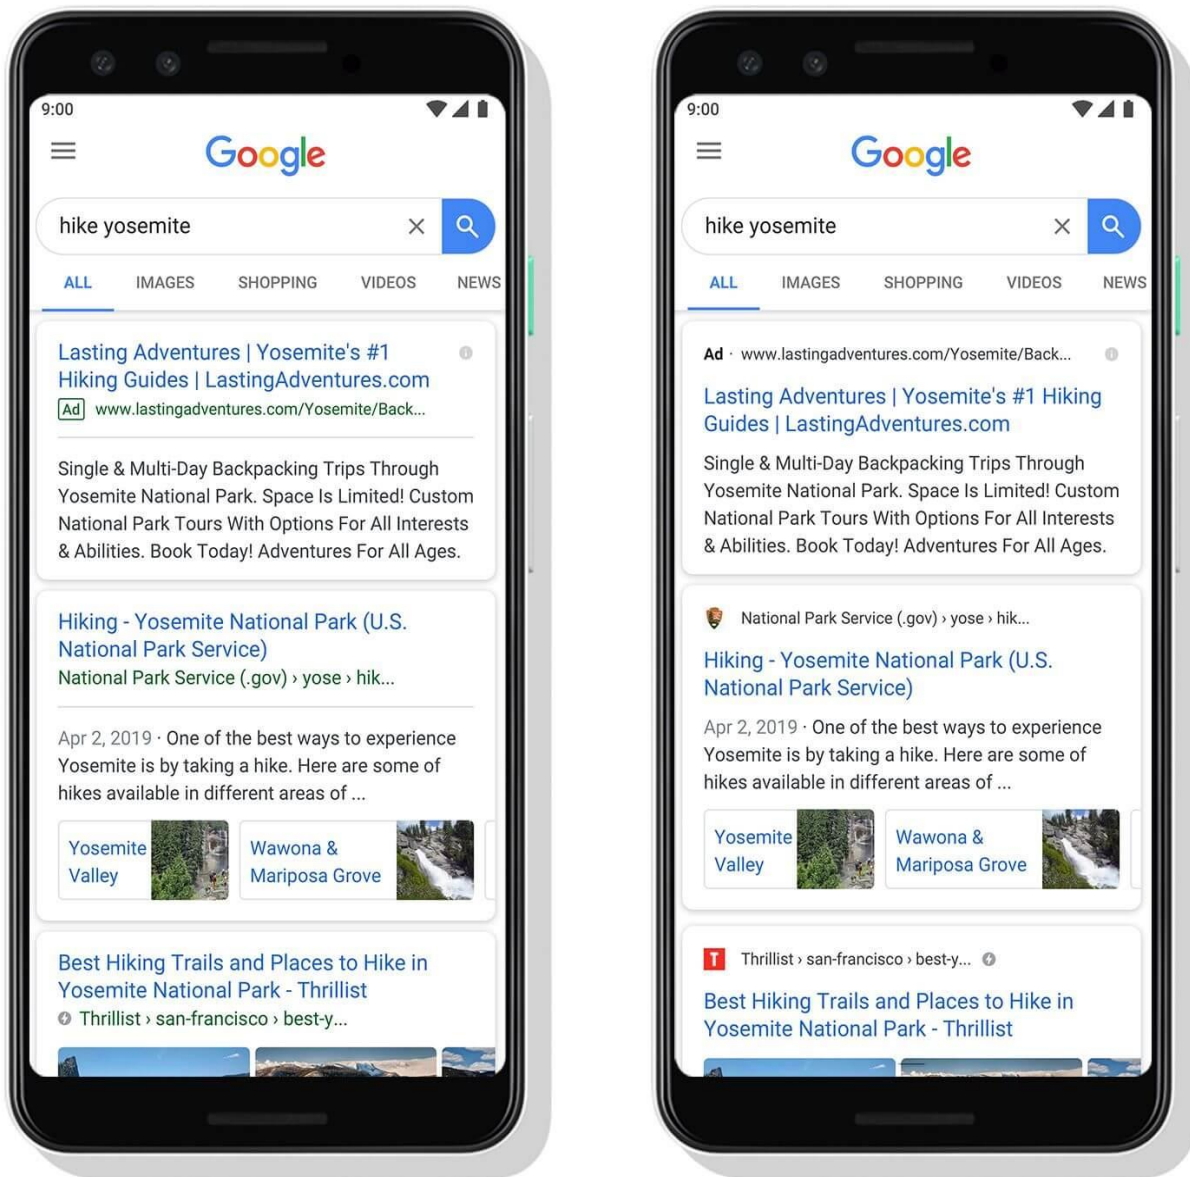 9:00
Google
hike yosemite
ALL IMAGES SHOPPING VIDEOS NEWS
Lasting Adventures | Yosemite's #1
Hiking Guides | LastingAdventures.com
Ad www.lastingadventures.com/Yosemite/Back...
Single & Multi-Day Backpacking Trips Through
Yosemite National Park. Space Is Limited! Custom
National Park Tours With Options For All Interests
& Abilities. Book Today! Adventures For All Ages.
Hiking - Yosemite National Park (U.S.
National Park Service)
National Park Service (.gov) › yose › hik...
Apr 2, 2019 · One of the best ways to experience
Yosemite is by taking a hike. Here are some of
hikes available in different areas of ...
Yosemite
Valley
Wawona &
Mariposa Grove
Best Hiking Trails and Places to Hike in
Yosemite National Park - Thrillist
Thrillist › san-francisco › best-y...
9:00
Google
hike yosemite
ALL IMAGES SHOPPING VIDEOS NEWS
Ad · www.lastingadventures.com/Yosemite/Back...
Lasting Adventures | Yosemite's #1 Hiking
Guides | LastingAdventures.com
Single & Multi-Day Backpacking Trips Through
Yosemite National Park. Space Is Limited! Custom
National Park Tours With Options For All Interests
& Abilities. Book Today! Adventures For All Ages.
National Park Service (.gov) › yose › hik...
Hiking - Yosemite National Park (U.S.
National Park Service)
Apr 2, 2019 · One of the best ways to experience
Yosemite is by taking a hike. Here are some of
hikes available in different areas of ...
Yosemite
Valley
Wawona &
Mariposa Grove
T Thrillist › san-francisco › best-y...
Best Hiking Trails and Places to Hike in
Yosemite National Park - Thrillist